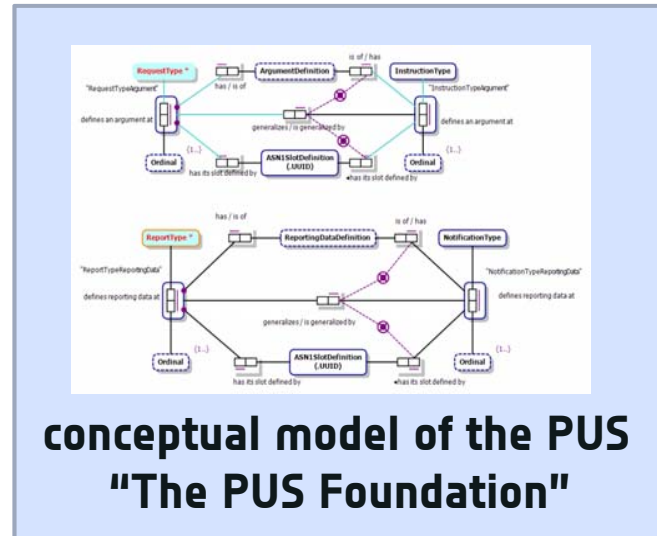 is of / has
RequestType * ArgumentDefinition InstructionType
has / is of
"RequestTypeArgument" "InstructionTypeArgument"
defines an argument at defines an argument at
generalizes / is generalized by
{1..} {1..}
Ordinal ASN1SlotDefinition Ordinal
(.UUID)
has its slot defined by ◂has its slot defined by
has / is of is of / has
ReportType * ReportingDataDefinition NotificationType
"ReportTypeReportingData" "NotificationTypeReportingData"
defines reporting data at defines reporting data at
generalizes / is generalized by
{1..} {1..}
Ordinal ASN1SlotDefinition Ordinal
(.UUID)
has its slot defined by ◂has its slot defined by
conceptual model of the PUS
"The PUS Foundation"